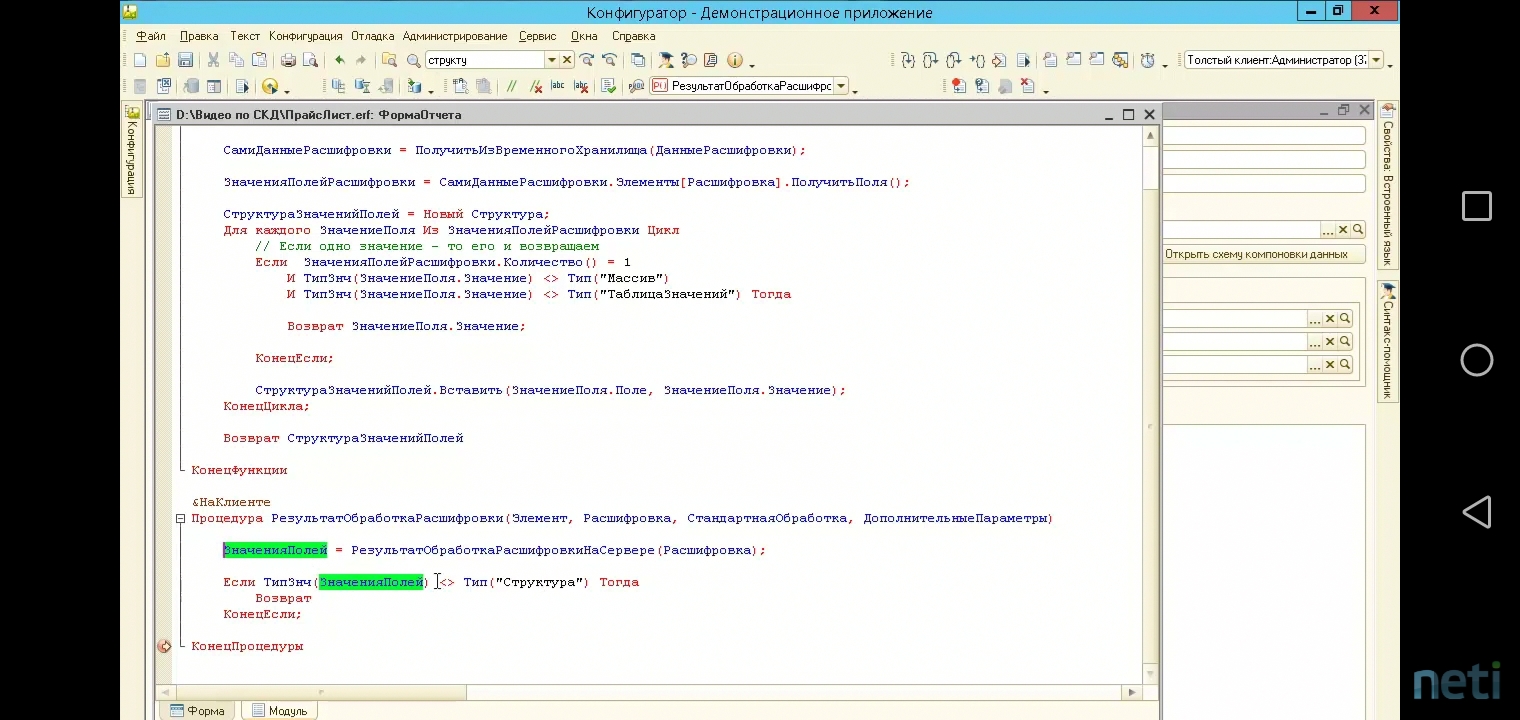 Конфигуратор - Демонстрационное приложение
Файл Правка Текст Конфигурация Отладка Администрирование Сервис Окна Справка
структу
Толстый клиент:Администратор (3
РезультатОбработкаРасшифрс
Конфигурация
D:\Видео по СКД\ПрайсЛист.erf: ФормаОтчета
СамиДанныеРасшифровки = ПолучитьИзВременногоХранилища(ДанныеРасшифровки);
ЗначенияПолейРасшифровки = СамиДанныеРасшифровки.Элементы[Расшифровка].ПолучитьПоля();
СтруктураЗначенийПолей = Новый Структура;
Для каждого ЗначениеПоля Из ЗначенияПолейРасшифровки Цикл
// Если одно значение - то его и возвращаем
Если ЗначенияПолейРасшифровки.Количество() = 1
И ТипЗнч(ЗначениеПоля.Значение) <> Тип("Массив")
И ТипЗнч(ЗначениеПоля.Значение) <> Тип("ТаблицаЗначений") Тогда
Возврат ЗначениеПоля.Значение;
КонецЕсли;
СтруктураЗначенийПолей.Вставить(ЗначениеПоля.Поле, ЗначениеПоля.Значение);
КонецЦикла;
Возврат СтруктураЗначенийПолей
КонецФункции
&НаКлиенте
Процедура РезультатОбработкаРасшифровки(Элемент, Расшифровка, СтандартнаяОбработка, ДополнительныеПараметры)
ЗначенияПолей = РезультатОбработкаРасшифровкиНаСервере(Расшифровка);
Если ТипЗнч(ЗначенияПолей) <> Тип("Структура") Тогда
Возврат
КонецЕсли;
КонецПроцедуры
Форма Модуль
Открыть схему компоновки данных
Свойства: Встроенный язык
Синтакс-помощник
neti